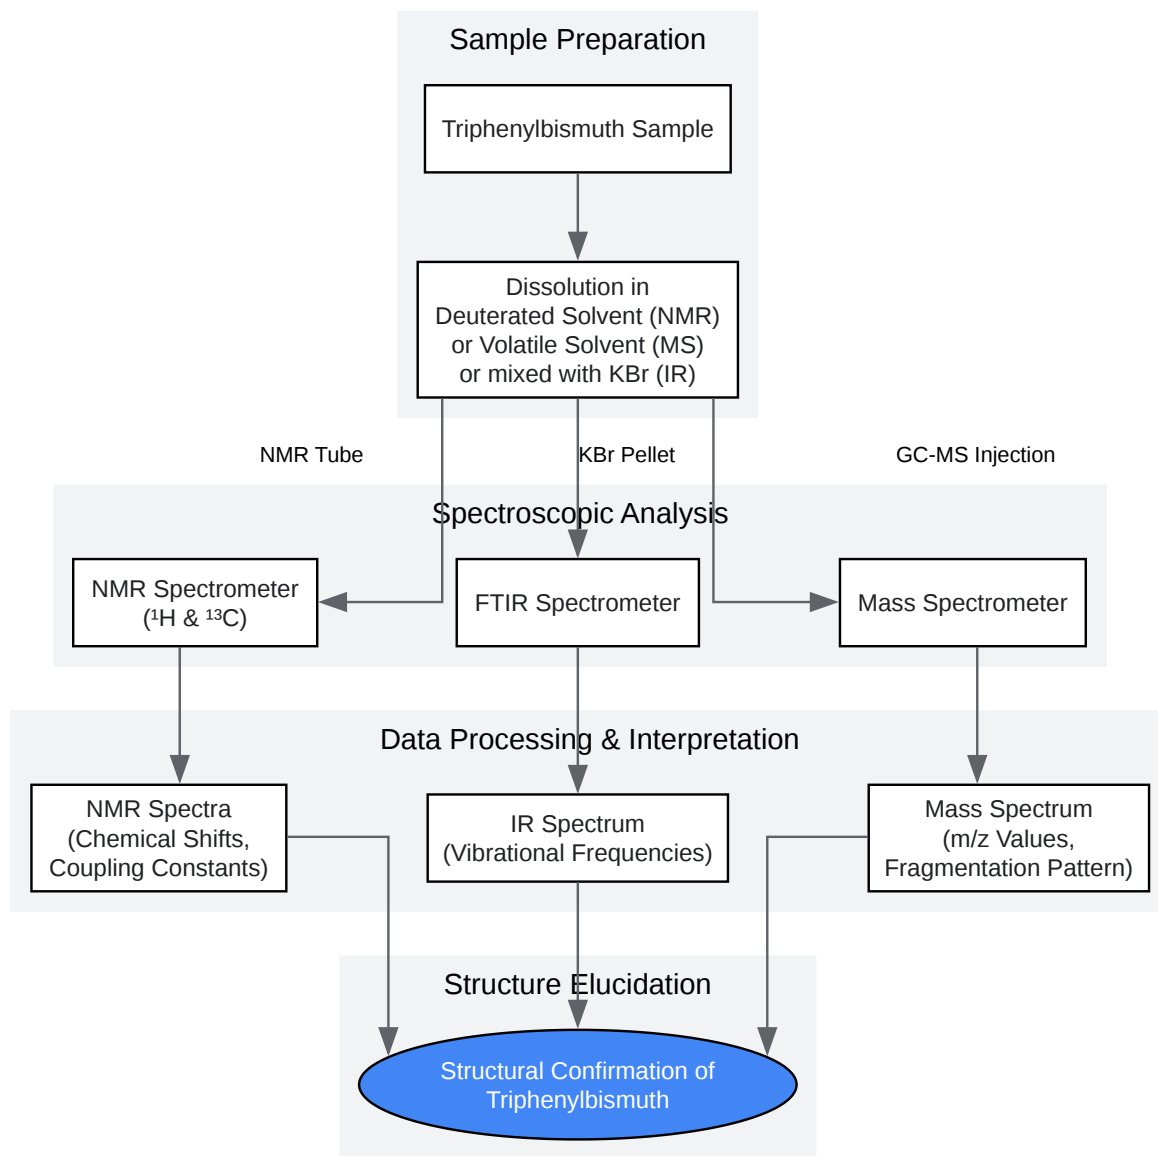 Sample Preparation
Triphenylbismuth Sample
Dissolution in
Deuterated Solvent (NMR)
or Volatile Solvent (MS)
or mixed with KBr (IR)
NMR Tube
KBr Pellet
GC-MS Injection
Spectroscopic Analysis
NMR Spectrometer
(¹H & ¹³C)
FTIR Spectrometer
Mass Spectrometer
Data Processing & Interpretation
NMR Spectra
(Chemical Shifts,
Coupling Constants)
IR Spectrum
(Vibrational Frequencies)
Mass Spectrum
(m/z Values,
Fragmentation Pattern)
Structure Elucidation
Structural Confirmation of
Triphenylbismuth